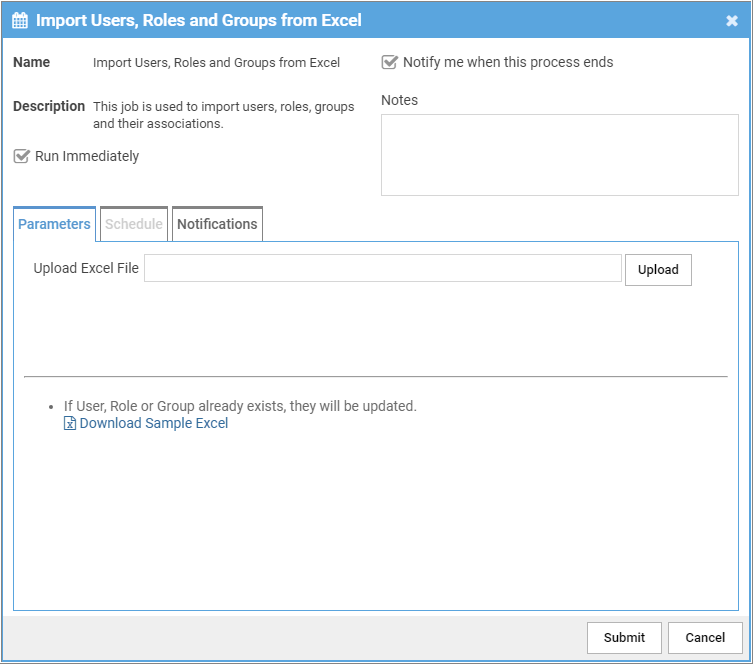 Import Users, Roles and Groups from Excel
Name Import Users, Roles and Groups from Excel
Notify me when this process ends
Description This job is used to import users, roles, groups
and their associations.
Notes
Run Immediately
Parameters Schedule Notifications
Upload Excel File Upload
If User, Role or Group already exists, they will be updated.
Download Sample Excel
Submit Cancel